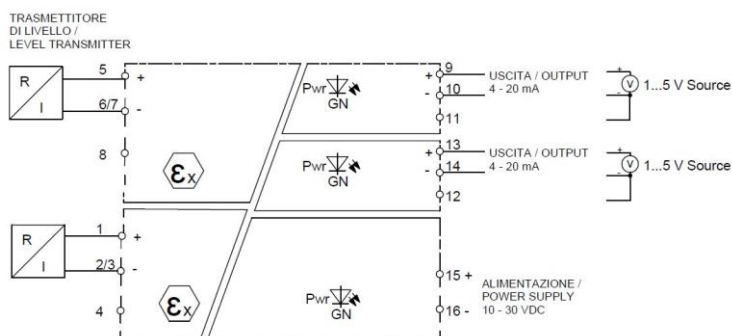 TRASMETTITORE
DI LIVELLO /
LEVEL TRANSMITTER
R
I
5
+
6/7
-
8
εx
Pwr
GN
+
9
-
10
11
USCITA / OUTPUT
4 - 20 mA
+
V
-
1...5 V Source
Pwr
GN
+
13
-
14
12
USCITA / OUTPUT
4 - 20 mA
+
V
-
1...5 V Source
R
I
1
+
2/3
-
4
εx
Pwr
GN
15 +
16 -
ALIMENTAZIONE /
POWER SUPPLY
10 - 30 VDC